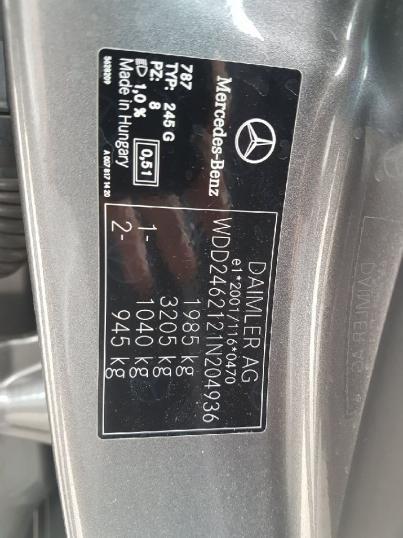 DAIMLER AG
e1*2001/116*0470
WDD2462121N204936
1985 kg
3205 kg
1- 1040 kg
2- 945 kg
Mercedes-Benz
787
TYP: 245 G
PZ: 8
1,0 %
0,51
Made in Hungary
A 007 817 14 20